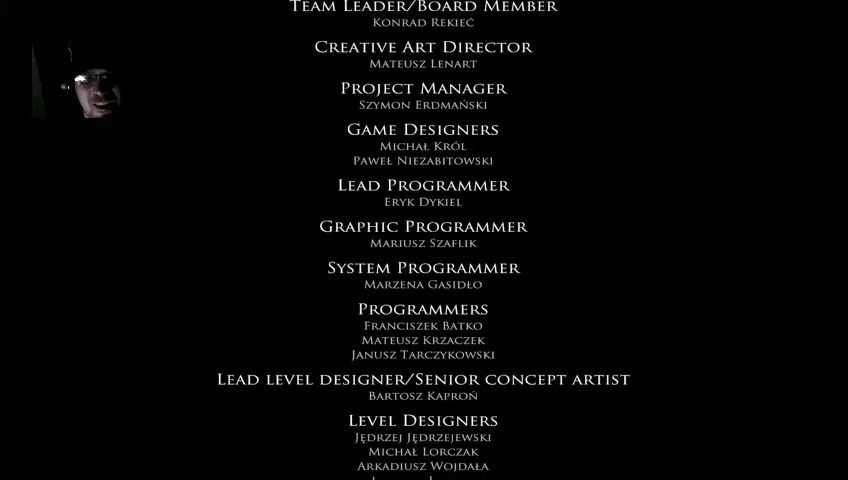 Team Leader/Board Member
Konrad Rekieć
Creative Art Director
Mateusz Lenart
Project Manager
Szymon Erdmański
Game Designers
Michał Król
Paweł Niezabitowski
Lead Programmer
Eryk Dykiel
Graphic Programmer
Mariusz Szaflik
System Programmer
Marzena Gasidło
Programmers
Franciszek Batko
Mateusz Krzaczek
Janusz Tarczykowski
Lead level designer/Senior concept artist
Bartosz Kaproń
Level Designers
Jędrzej Jędrzejewski
Michał Lorczak
Arkadiusz Wojdała